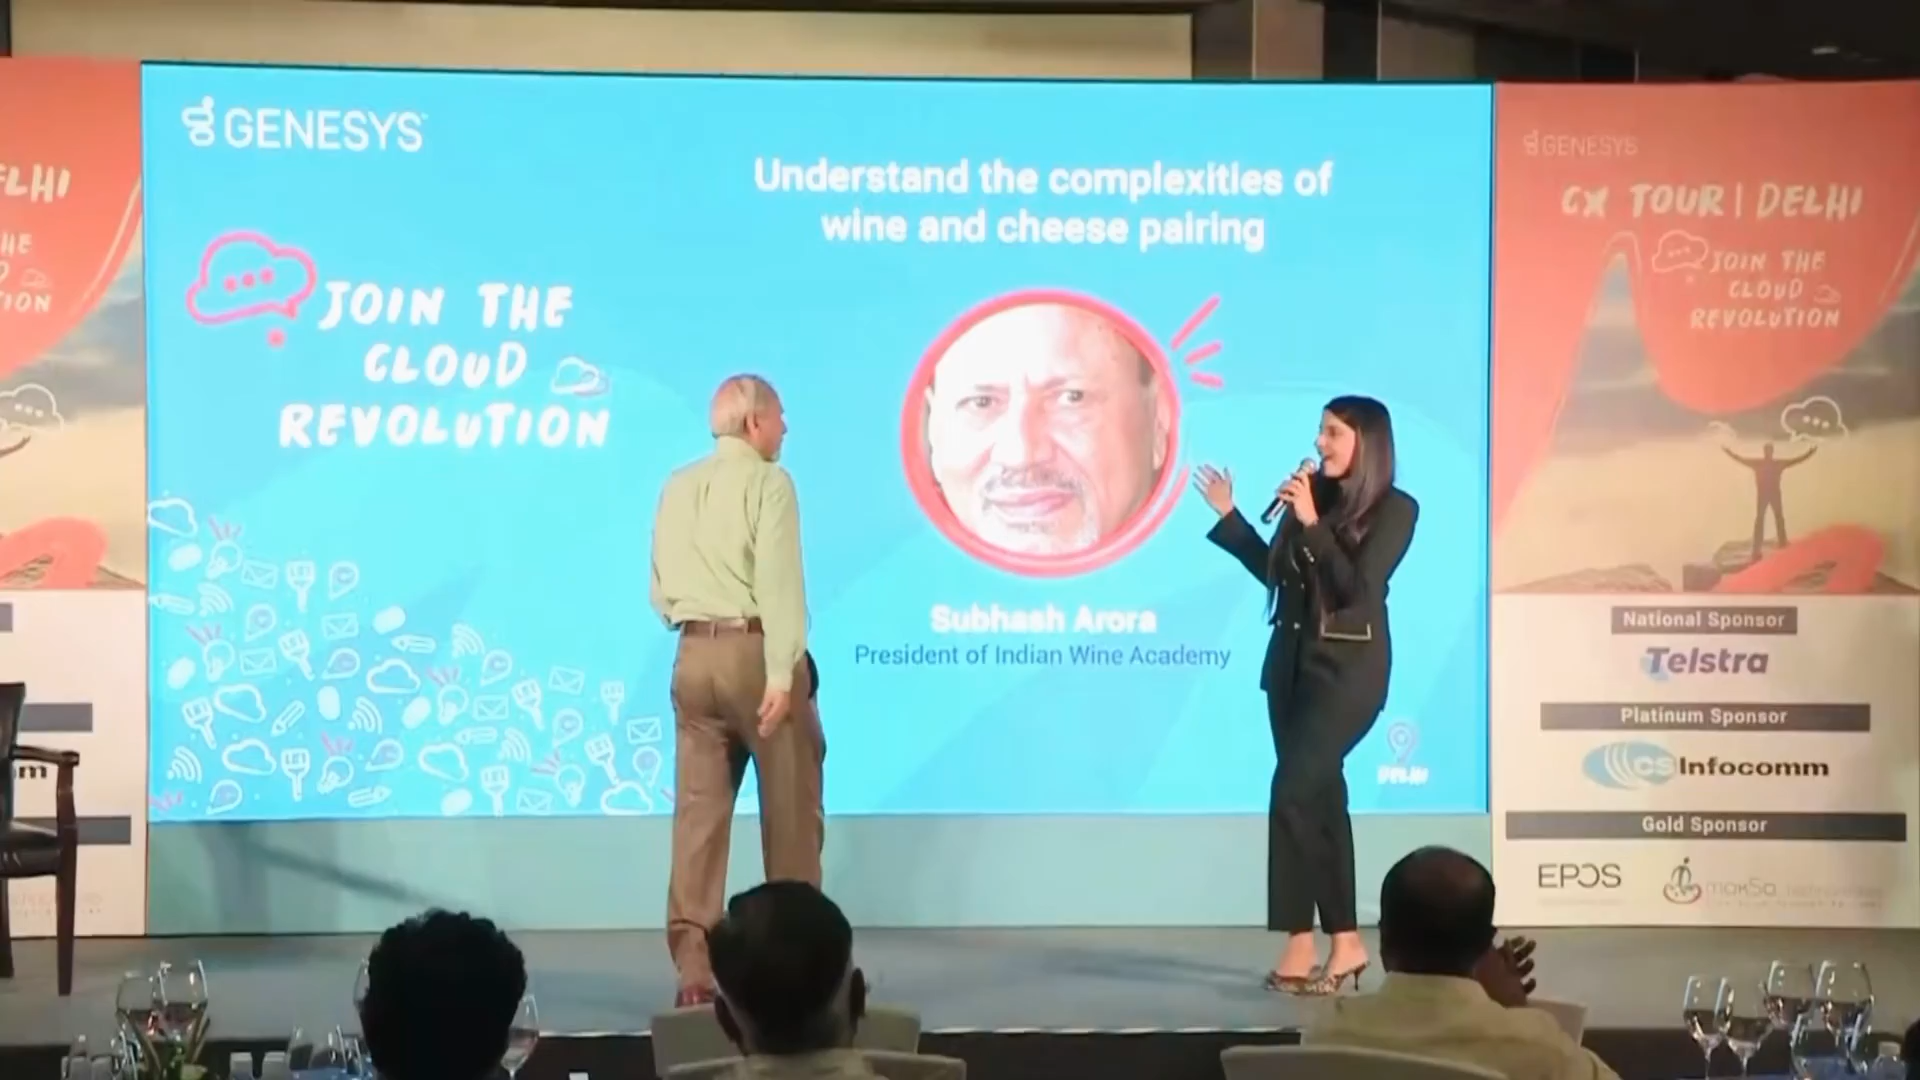 GENESYS
Understand the complexities of
wine and cheese pairing
JOIN THE
CLOUD
REVOLUTION
Subhash Arora
President of Indian Wine Academy
DELHI
GENESYS
CX TOUR | DELHI
JOIN THE
CLOUD
REVOLUTION
National Sponsor
Telstra
Platinum Sponsor
CS Infocomm
Gold Sponsor
EPOS